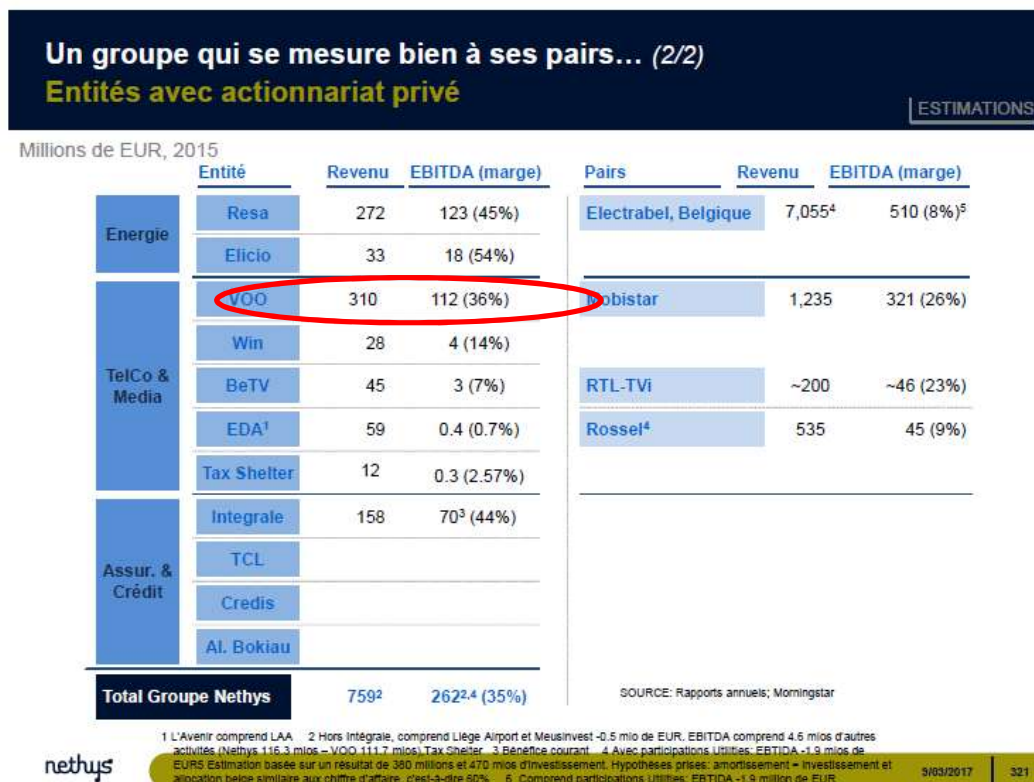 Un groupe qui se mesure bien à ses pairs… (2/2)
Entités avec actionnariat privé
ESTIMATIONS
Millions de EUR, 2015
Entité Revenu EBITDA (marge) Pairs Revenu EBITDA (marge)
Energie
Resa 272 123 (45%) Electrabel, Belgique 7,055⁴ 510 (8%)⁵
Elicio 33 18 (54%)
TelCo & Media
VOO 310 112 (36%) Mobistar 1,235 321 (26%)
Win 28 4 (14%)
BeTV 45 3 (7%) RTL-TVi ~200 ~46 (23%)
EDA¹ 59 0.4 (0.7%) Rossel⁴ 535 45 (9%)
Tax Shelter 12 0.3 (2.57%)
Assur. & Crédit
Integrale 158 70³ (44%)
TCL
Credis
Al. Bokiau
Total Groupe Nethys 759² 262²·⁴ (35%)
SOURCE: Rapports annuels; Morningstar
1 L'Avenir comprend LAA 2 Hors Intégrale, comprend Liège Airport et Meusinvest -0.5 mio de EUR. EBITDA comprend 4.6 mios d'autres
activités (Nethys 116.3 mios – VOO 111.7 mios),Tax Shelter 3 Bénéfice courant 4 Avec participations Utilities: EBTIDA -1.9 mios de
EUR5 Estimation basée sur un résultat de 380 millions et 470 mios d'investissement. Hypothèses prises: amortissement = investissement et
allocation belge similaire aux chiffre d'affaire, c'est-à-dire 60% 6 Comprend participations Utilities: EBTIDA -1.9 million de EUR
nethys
9/03/2017 321